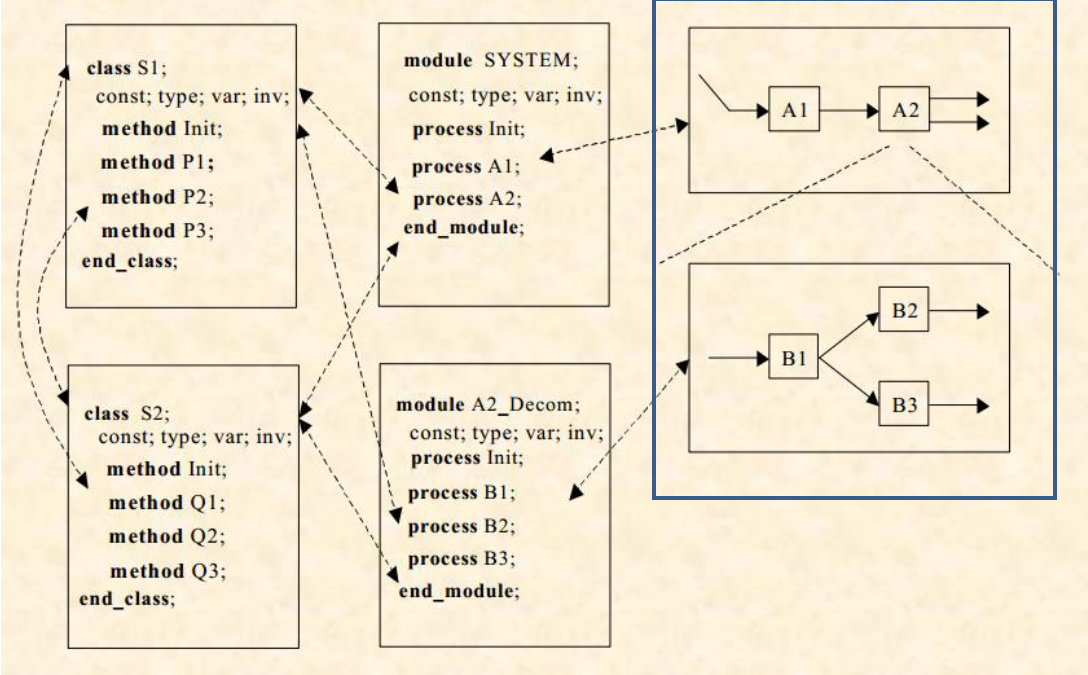 class S1;
const; type; var; inv;
method Init;
method P1;
method P2;
method P3;
end_class;
module SYSTEM;
const; type; var; inv;
process Init;
process A1;
process A2;
end_module;
A1
A2
B1
B2
B3
class S2;
const; type; var; inv;
method Init;
method Q1;
method Q2;
method Q3;
end_class;
module A2_Decom;
const; type; var; inv;
process Init;
process B1;
process B2;
process B3;
end_module;